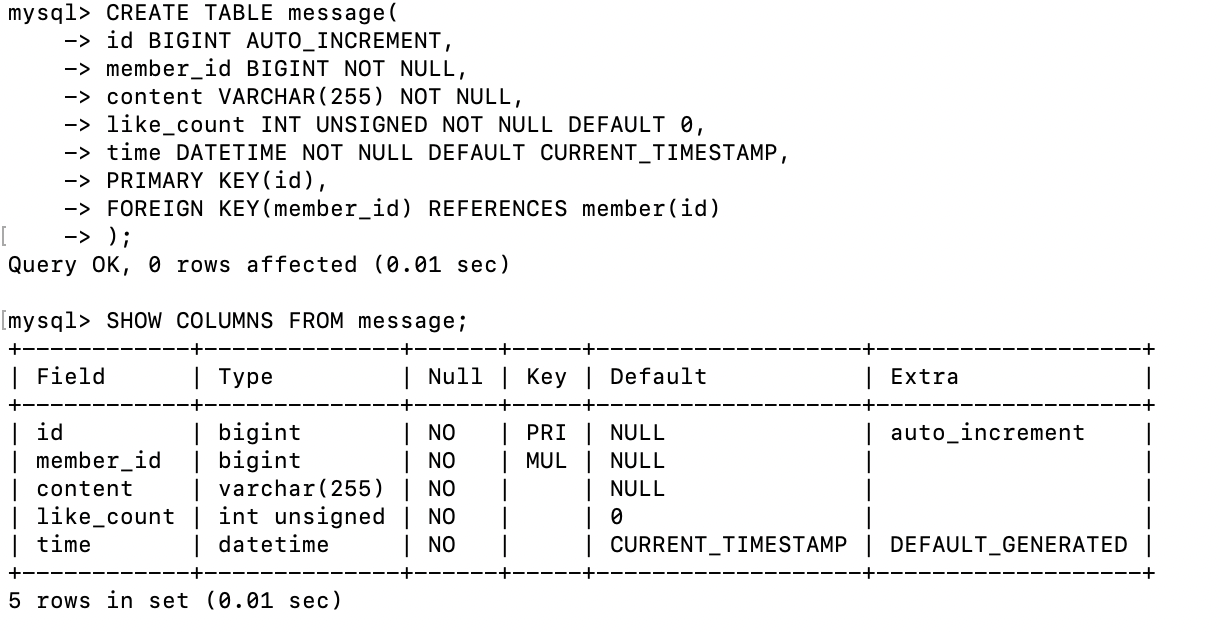 mysql> CREATE TABLE message(
    -> id BIGINT AUTO_INCREMENT,
    -> member_id BIGINT NOT NULL,
    -> content VARCHAR(255) NOT NULL,
    -> like_count INT UNSIGNED NOT NULL DEFAULT 0,
    -> time DATETIME NOT NULL DEFAULT CURRENT_TIMESTAMP,
    -> PRIMARY KEY(id),
    -> FOREIGN KEY(member_id) REFERENCES member(id)
[    -> );
Query OK, 0 rows affected (0.01 sec)

[mysql> SHOW COLUMNS FROM message;
+------------+--------------+------+-----+-------------------+-------------------+
| Field      | Type         | Null | Key | Default           | Extra             |
+------------+--------------+------+-----+-------------------+-------------------+
| id         | bigint       | NO   | PRI | NULL              | auto_increment    |
| member_id  | bigint       | NO   | MUL | NULL              |                   |
| content    | varchar(255) | NO   |     | NULL              |                   |
| like_count | int unsigned | NO   |     | 0                 |                   |
| time       | datetime     | NO   |     | CURRENT_TIMESTAMP | DEFAULT_GENERATED |
+------------+--------------+------+-----+-------------------+-------------------+
5 rows in set (0.01 sec)